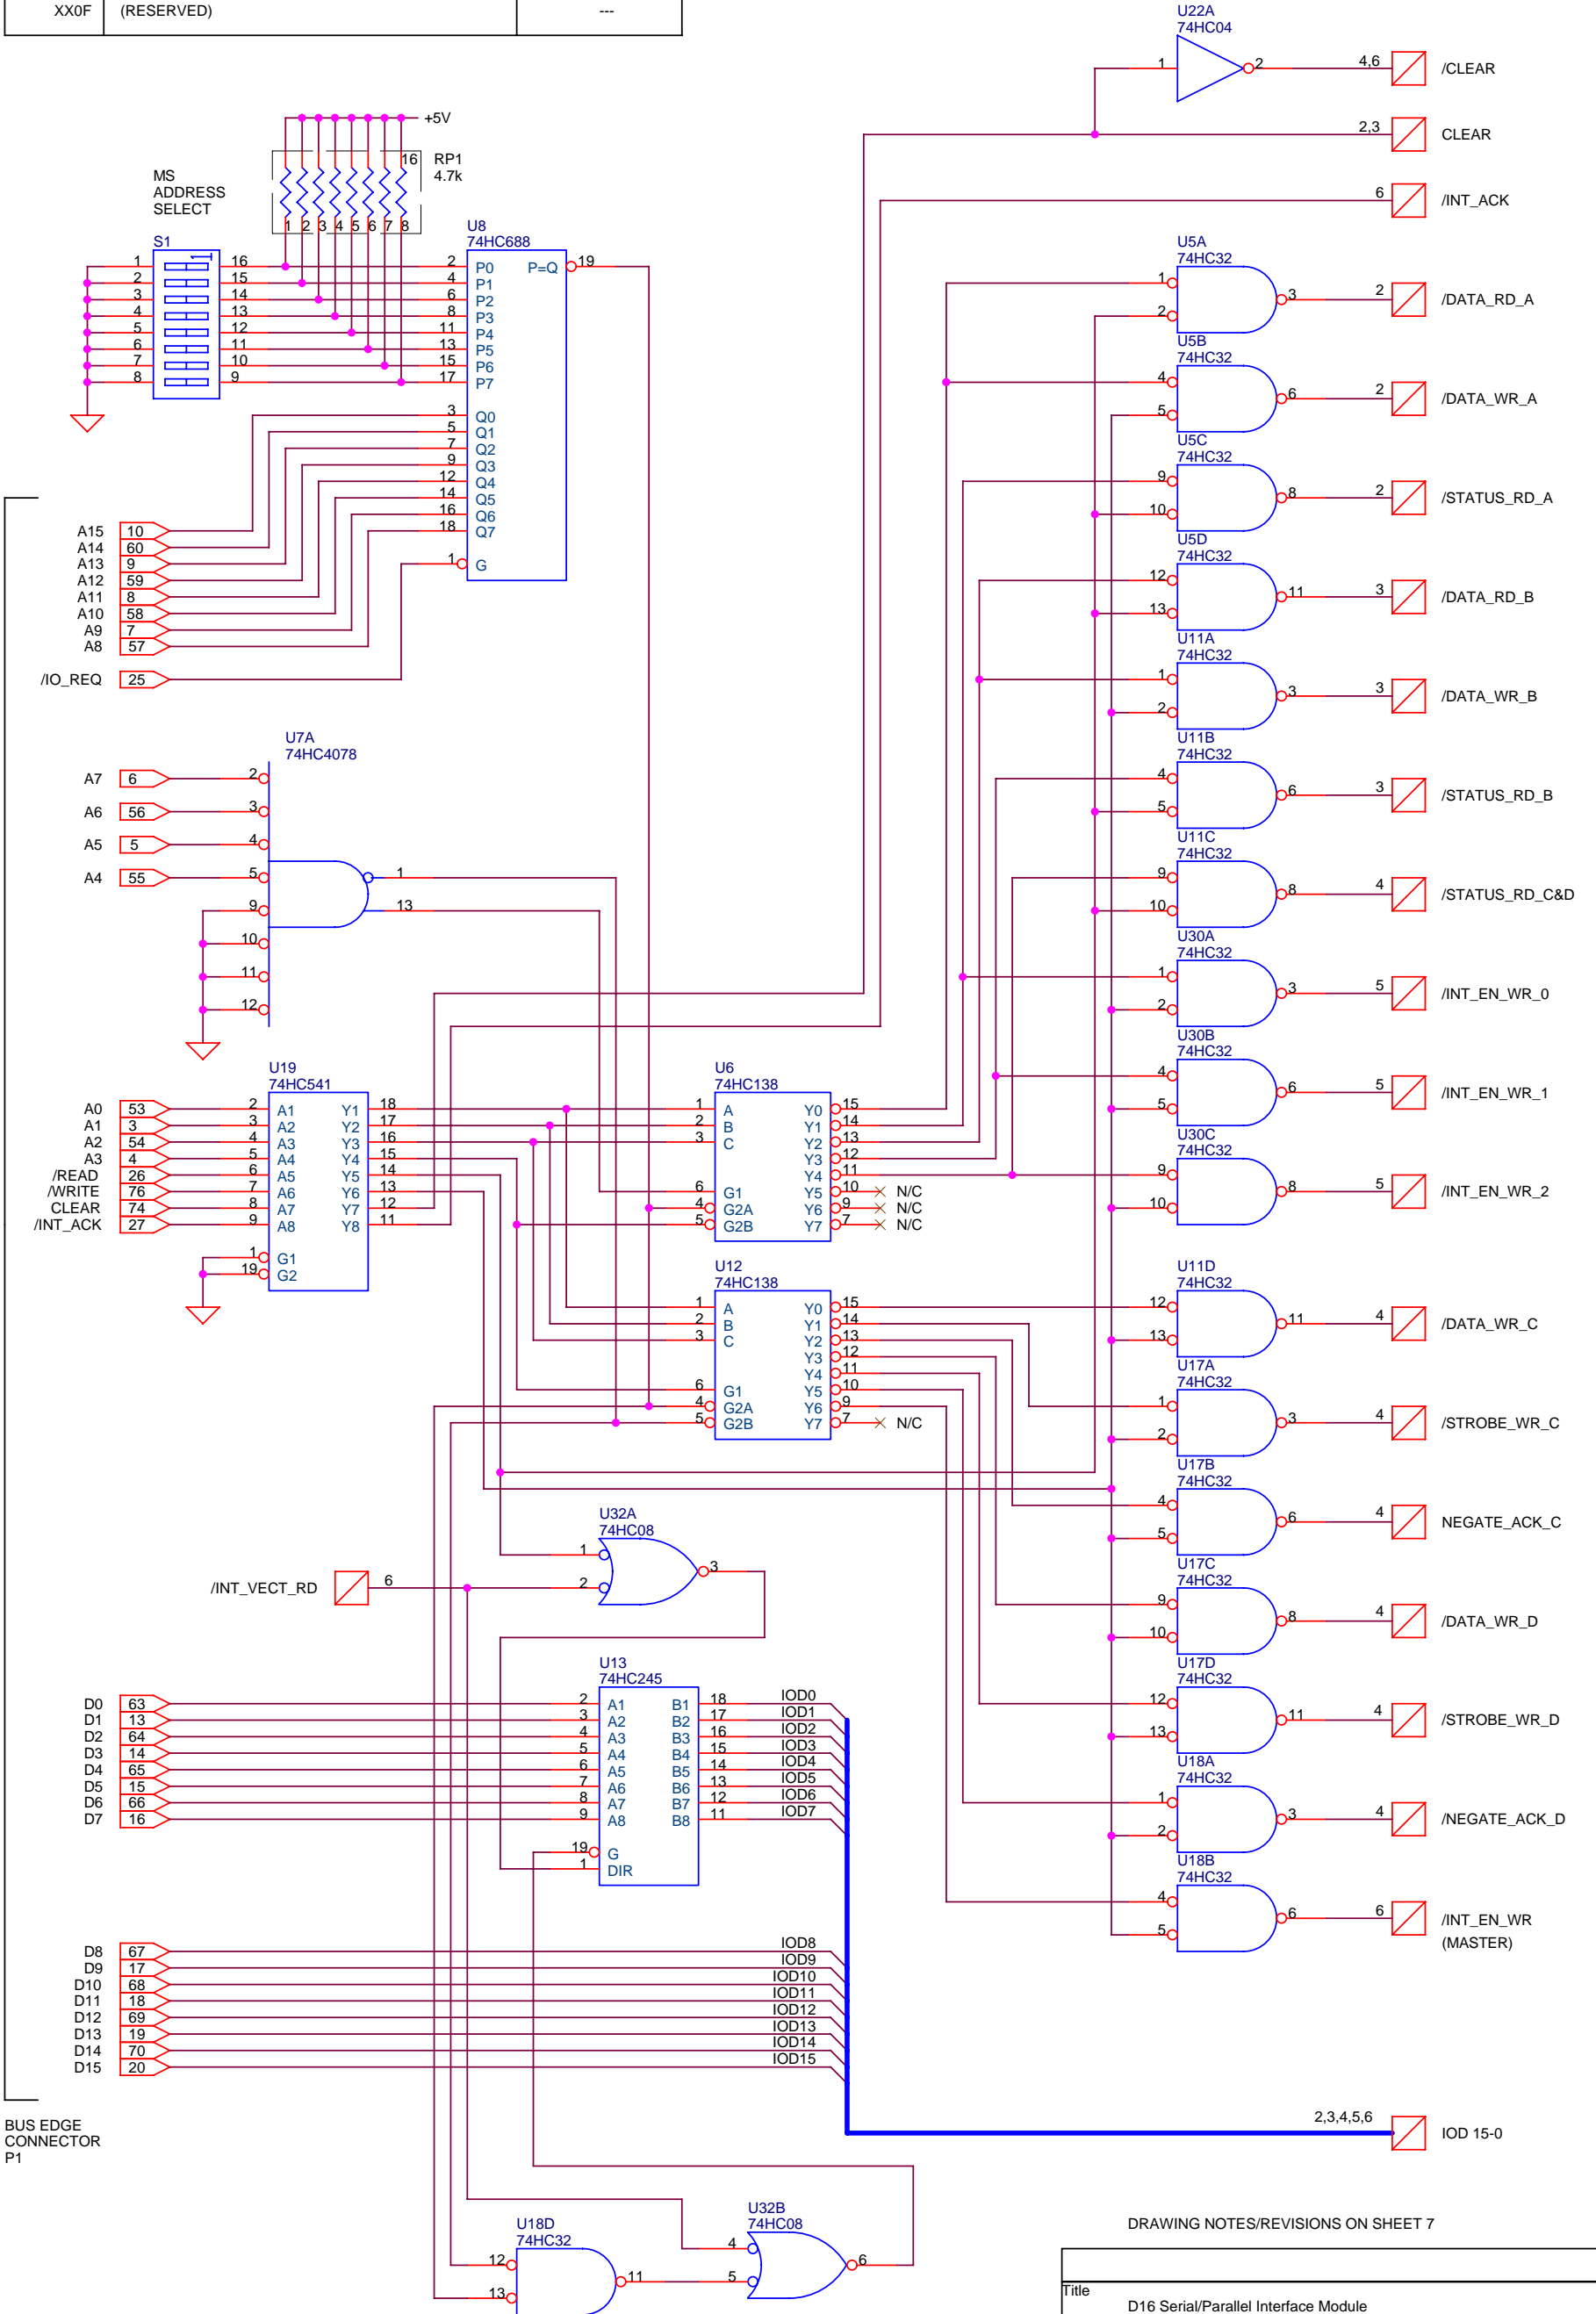 XX0F (RESERVED) ---
U22A
74HC04
1 2 4,6 /CLEAR
2,3 CLEAR
6 /INT_ACK
+5V
16 RP1
4.7k
1 2 3 4 5 6 7 8
MS
ADDRESS
SELECT
S1
1 16
2 15
3 14
4 13
5 12
6 11
7 10
8 9
U8
74HC688
2 P0 P=Q 19
4 P1
6 P2
8 P3
11 P4
13 P5
15 P6
17 P7
3 Q0
5 Q1
7 Q2
9 Q3
12 Q4
14 Q5
16 Q6
18 Q7
1 G
A15 10
A14 60
A13 9
A12 59
A11 8
A10 58
A9 7
A8 57
/IO_REQ 25
U7A
74HC4078
A7 6 2
A6 56 3
A5 5 4
A4 55 5 1
9 13
10
11
12
U19
74HC541
A0 53 2 A1 Y1 18
A1 3 3 A2 Y2 17
A2 54 4 A3 Y3 16
A3 4 5 A4 Y4 15
/READ 26 6 A5 Y5 14
/WRITE 76 7 A6 Y6 13
CLEAR 74 8 A7 Y7 12
/INT_ACK 27 9 A8 Y8 11
1 G1
19 G2
U6
74HC138
1 A Y0 15
2 B Y1 14
3 C Y2 13
Y3 12
Y4 11
6 G1 Y5 10 N/C
4 G2A Y6 9 N/C
5 G2B Y7 7 N/C
U12
74HC138
1 A Y0 15
2 B Y1 14
3 C Y2 13
Y3 12
Y4 11
6 G1 Y5 10
4 G2A Y6 9
5 G2B Y7 7 N/C
U5A
74HC32
1 2 3 2 /DATA_RD_A
U5B
74HC32
4 5 6 2 /DATA_WR_A
U5C
74HC32
9 10 8 2 /STATUS_RD_A
U5D
74HC32
12 13 11 3 /DATA_RD_B
U11A
74HC32
1 2 3 3 /DATA_WR_B
U11B
74HC32
4 5 6 3 /STATUS_RD_B
U11C
74HC32
9 10 8 4 /STATUS_RD_C&D
U30A
74HC32
1 2 3 5 /INT_EN_WR_0
U30B
74HC32
4 5 6 5 /INT_EN_WR_1
U30C
74HC32
9 10 8 5 /INT_EN_WR_2
U11D
74HC32
12 13 11 4 /DATA_WR_C
U17A
74HC32
1 2 3 4 /STROBE_WR_C
U17B
74HC32
4 5 6 4 NEGATE_ACK_C
U17C
74HC32
9 10 8 4 /DATA_WR_D
U17D
74HC32
12 13 11 4 /STROBE_WR_D
U18A
74HC32
1 2 3 4 /NEGATE_ACK_D
U18B
74HC32
4 5 6 6 /INT_EN_WR
(MASTER)
U32A
74HC08
1 2 3
/INT_VECT_RD 6
U13
74HC245
D0 63 2 A1 B1 18 IOD0
D1 13 3 A2 B2 17 IOD1
D2 64 4 A3 B3 16 IOD2
D3 14 5 A4 B4 15 IOD3
D4 65 6 A5 B5 14 IOD4
D5 15 7 A6 B6 13 IOD5
D6 66 8 A7 B7 12 IOD6
D7 16 9 A8 B8 11 IOD7
19 G
1 DIR
D8 67 IOD8
D9 17 IOD9
D10 68 IOD10
D11 18 IOD11
D12 69 IOD12
D13 19 IOD13
D14 70 IOD14
D15 20 IOD15
BUS EDGE
CONNECTOR
P1
2,3,4,5,6 IOD 15-0
U18D
74HC32
12 13 11
U32B
74HC08
4 5 6
DRAWING NOTES/REVISIONS ON SHEET 7
Title
D16 Serial/Parallel Interface Module